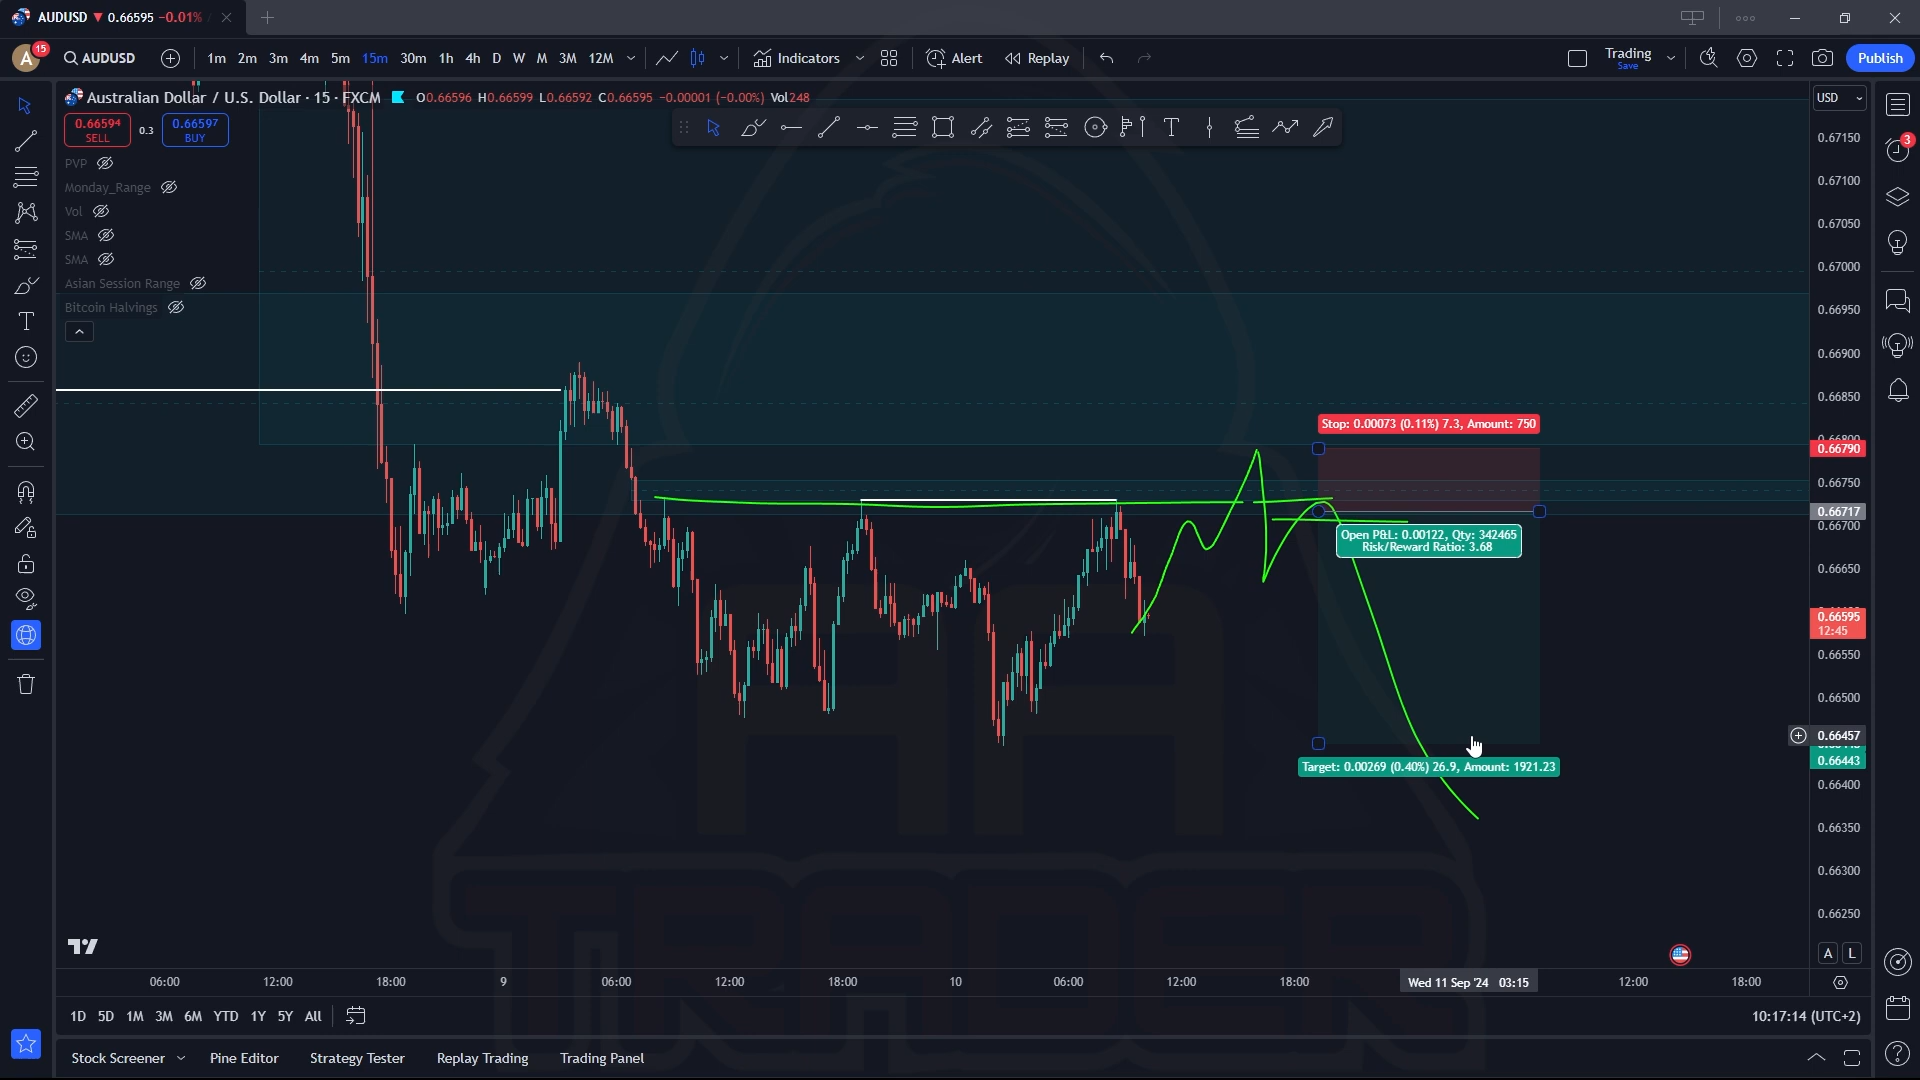 AUDUSD ▼ 0.66595 -0.01%
A 15 AUDUSD 1m 2m 3m 4m 5m 15m 30m 1h 4h D W M 3M 12M Indicators Alert Replay Trading Save Publish
Australian Dollar / U.S. Dollar · 15 · FXCM O0.66596 H0.66599 L0.66592 C0.66595 -0.00001 (-0.00%) Vol248
USD
0.66594 SELL 0.3 0.66597 BUY
PVP
Monday_Range
Vol
SMA
SMA
Asian Session Range
Bitcoin Halvings
3
0.67150
0.67100
0.67050
0.67000
0.66950
0.66900
0.66850
0.66790
0.66750
0.66717
0.66700
0.66650
0.66595
12:45
0.66550
0.66500
0.66457
0.66443
0.66400
0.66350
0.66300
0.66250
Stop: 0.00073 (0.11%) 7.3, Amount: 750
Open P&L: 0.00122, Qty: 342465
Risk/Reward Ratio: 3.68
Target: 0.00269 (0.40%) 26.9, Amount: 1921.23
AA
TRADER
A L
06:00 12:00 18:00 9 06:00 12:00 18:00 10 06:00 12:00 18:00 Wed 11 Sep '24 03:15 12:00 18:00
1D 5D 1M 3M 6M YTD 1Y 5Y All 10:17:14 (UTC+2)
Stock Screener Pine Editor Strategy Tester Replay Trading Trading Panel